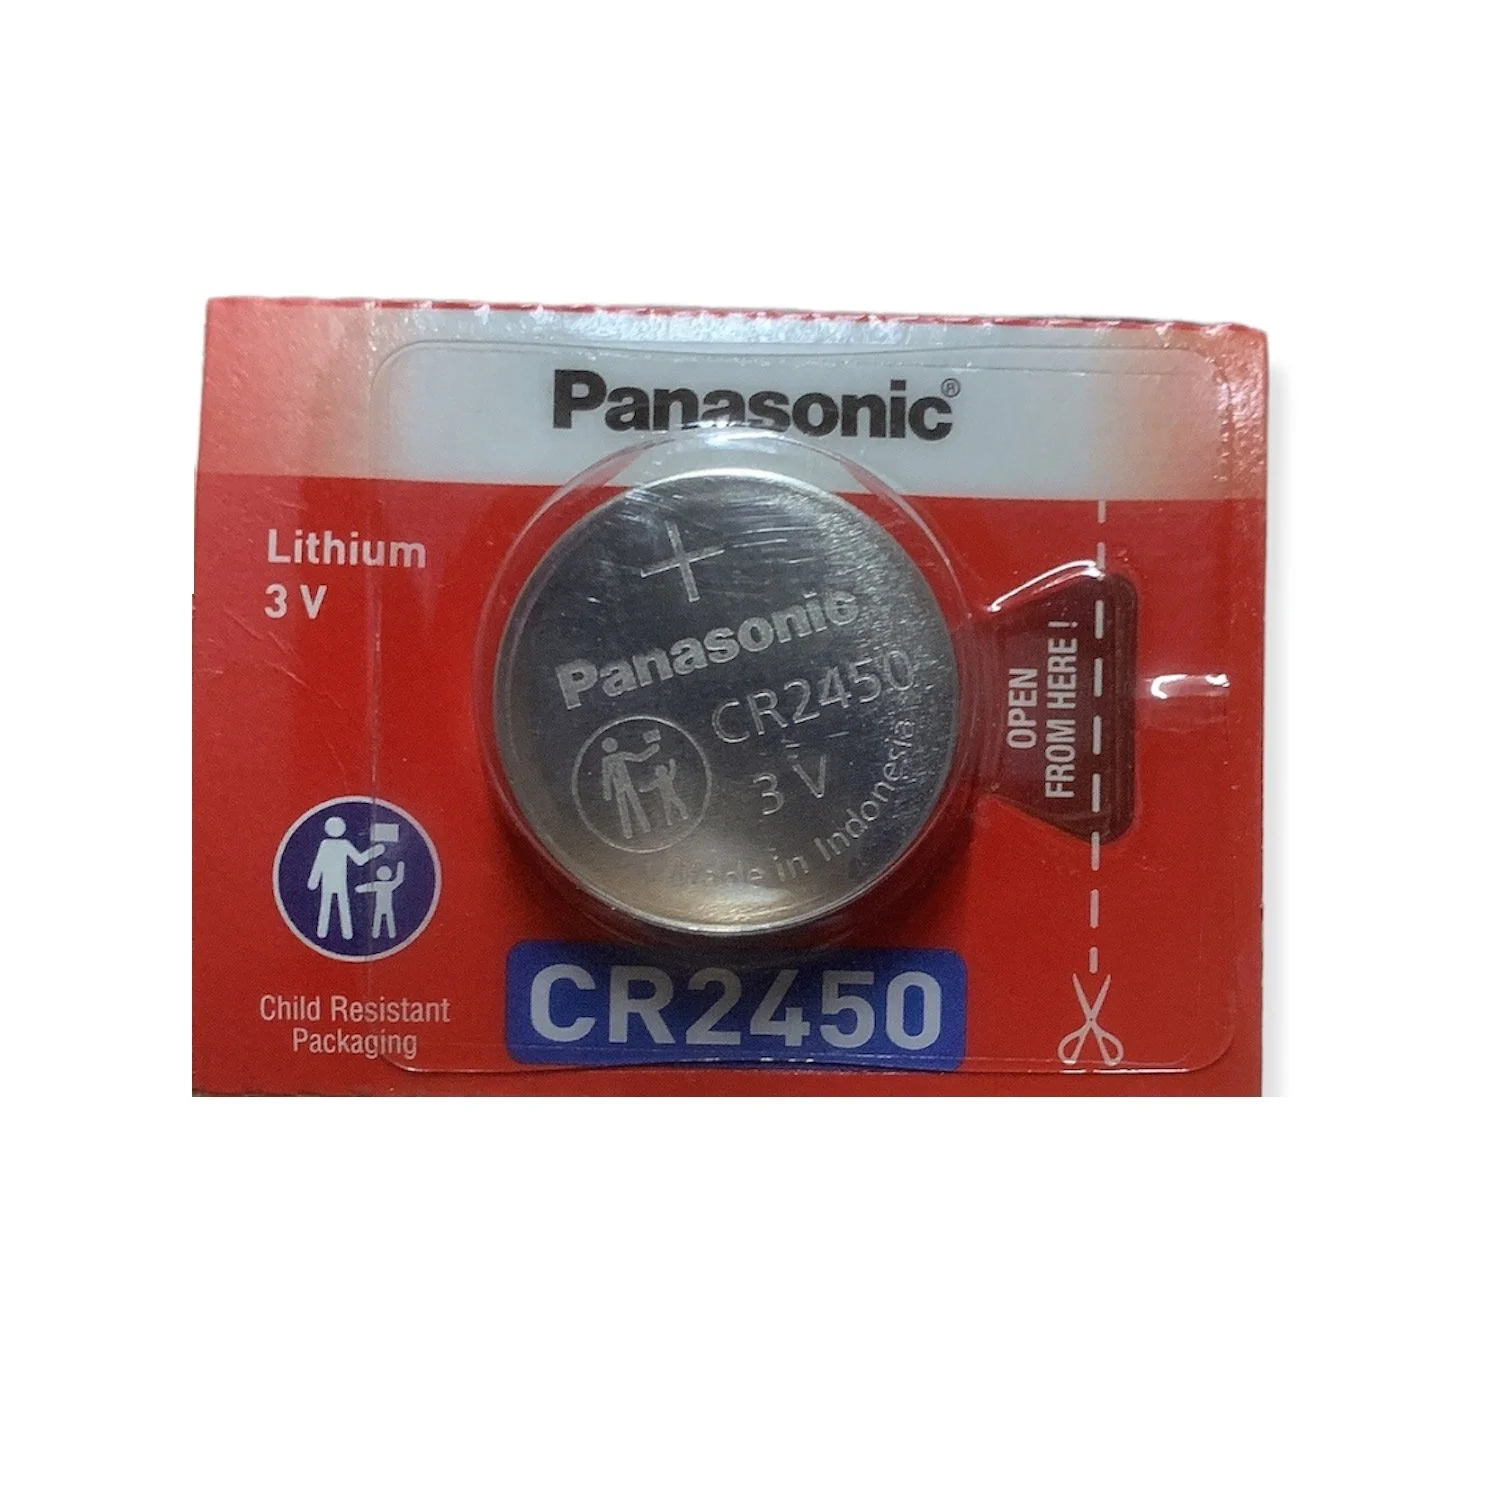 Panasonic®
Lithium
3 V
+
Panasonic
CR2450
3 V
Made in Indonesia
OPEN
FROM HERE !
Child Resistant
Packaging
CR2450